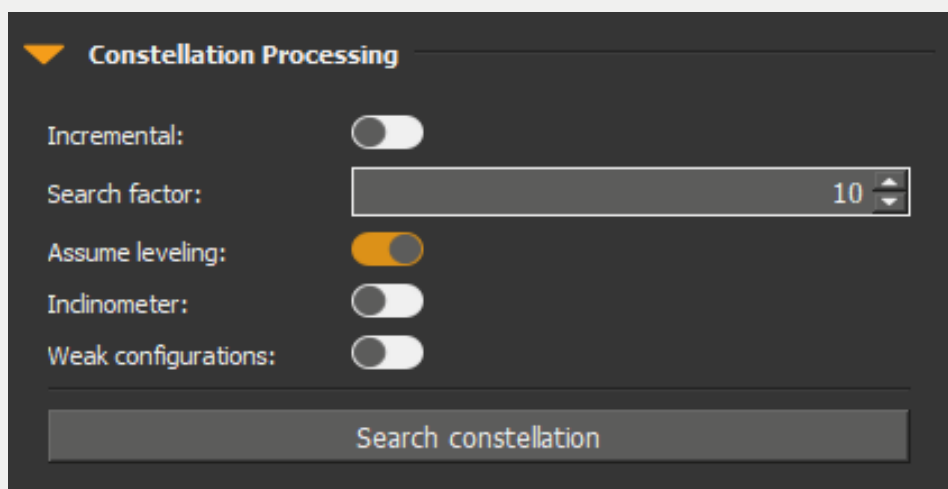 Constellation Processing
Incremental:
Search factor: 10
Assume leveling:
Inclinometer:
Weak configurations:
Search constellation